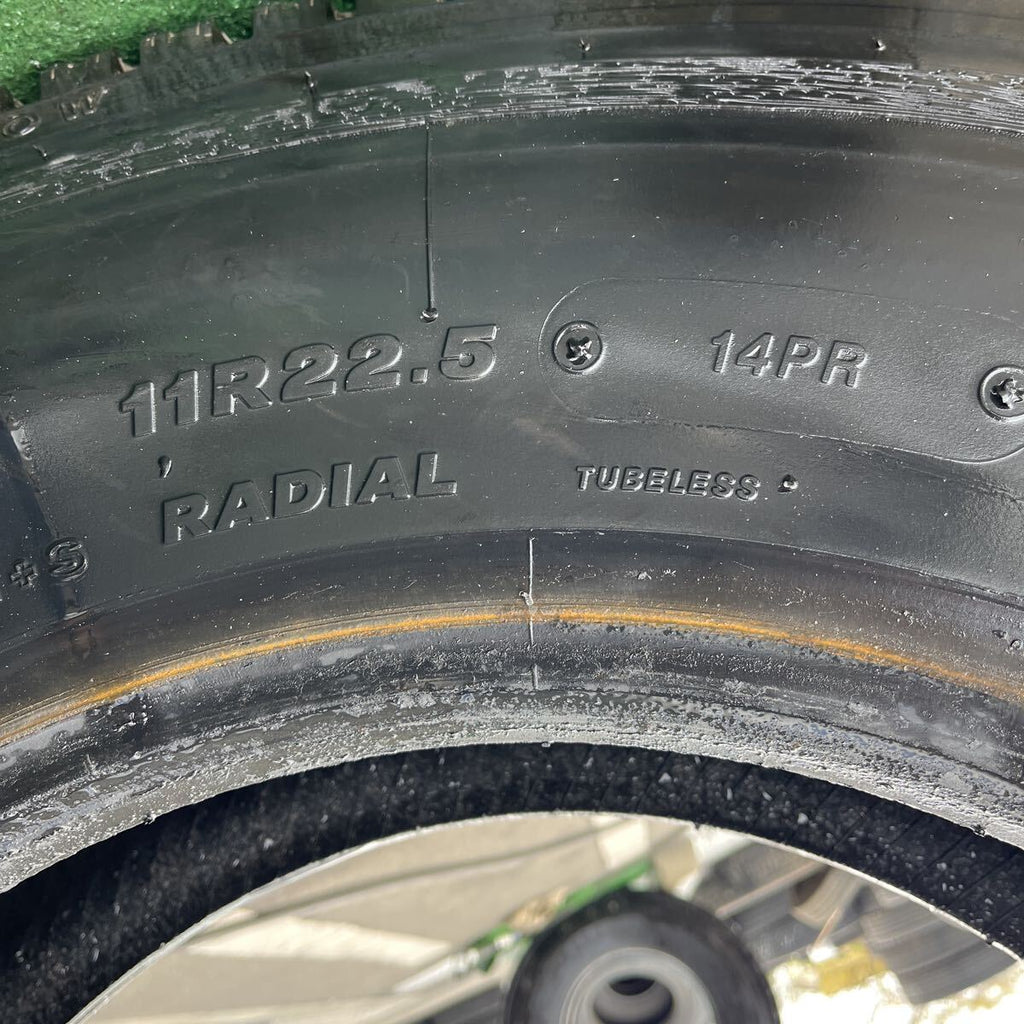 11R22.5
14PR
RADIAL
TUBELESS
+S